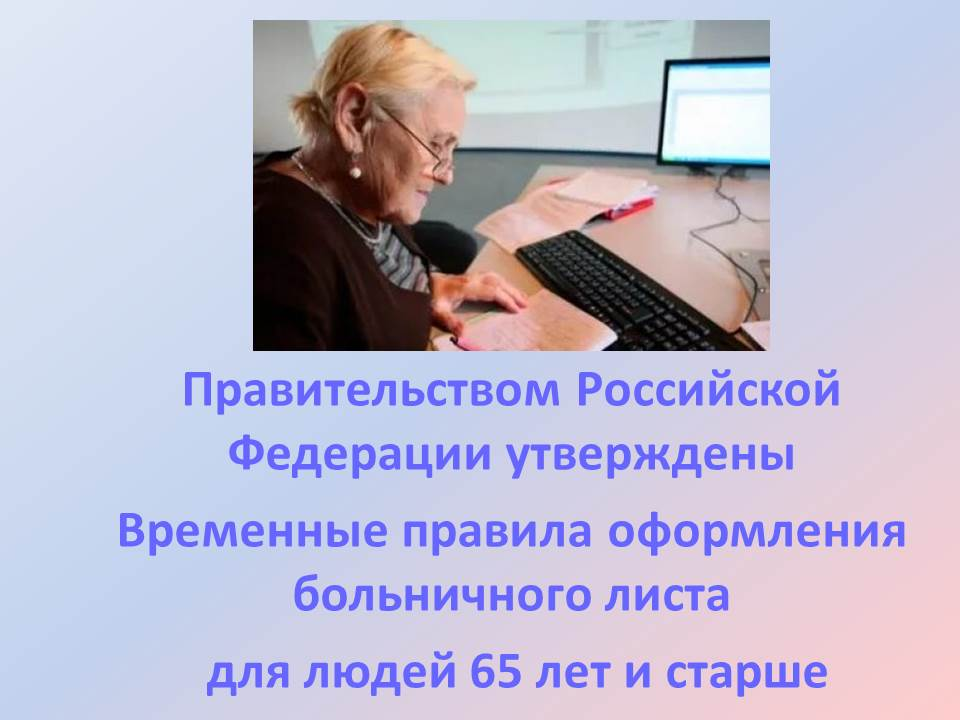 Правительством Российской
Федерации утверждены
Временные правила оформления
больничного листа
для людей 65 лет и старше